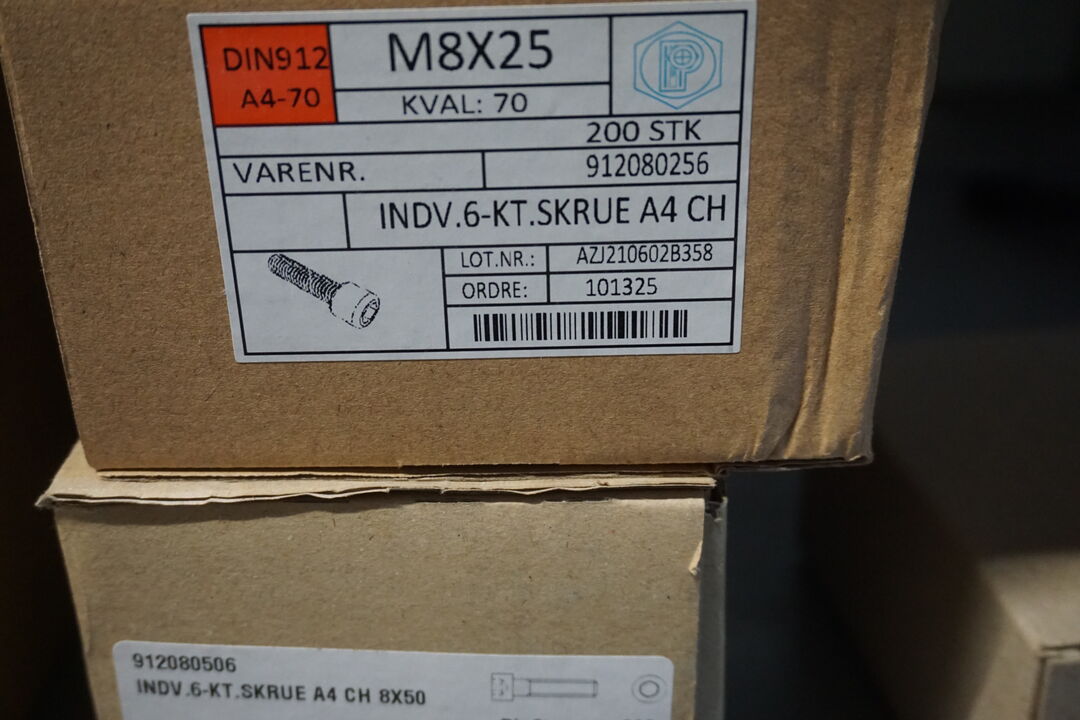 DIN912
A4-70
M8X25
KVAL: 70
200 STK
VARENR.
912080256
INDV.6-KT.SKRUE A4 CH
LOT.NR.:
AZJ210602B358
ORDRE:
101325
912080506
INDV.6-KT.SKRUE A4 CH 8X50